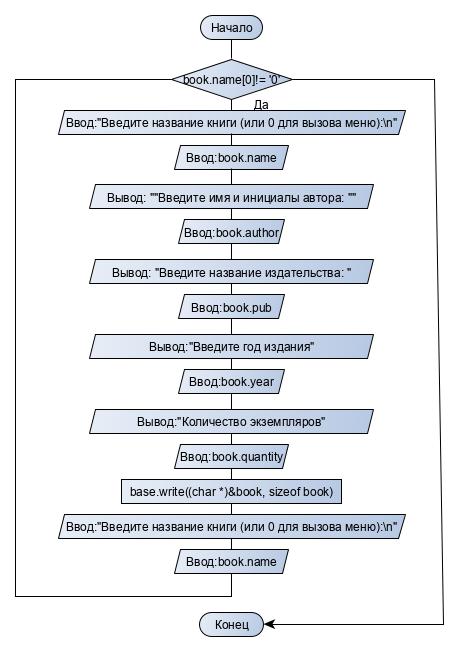 Начало
book.name[0]!= '0'
Да
Ввод:"Введите название книги (или 0 для вызова меню):\n"
Ввод:book.name
Вывод: ""Введите имя и инициалы автора: ""
Ввод:book.author
Вывод: "Введите название издательства: "
Ввод:book.pub
Вывод:"Введите год издания"
Ввод:book.year
Вывод:"Количество экземпляров"
Ввод:book.quantity
base.write((char *)&book, sizeof book)
Ввод:"Введите название книги (или 0 для вызова меню):\n"
Ввод:book.name
Конец